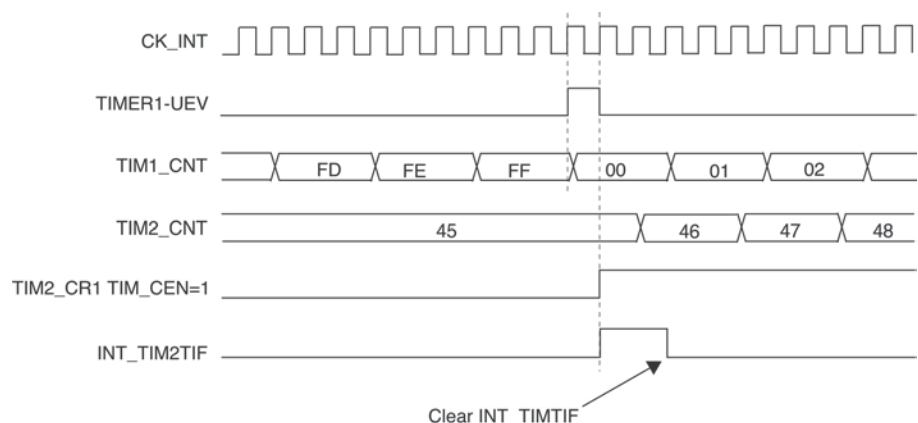 CK_INT
TIMER1-UEV
TIM1_CNT FD FE FF 00 01 02
TIM2_CNT 45 46 47 48
TIM2_CR1 TIM_CEN=1
INT_TIM2TIF
Clear INT TIMTIF